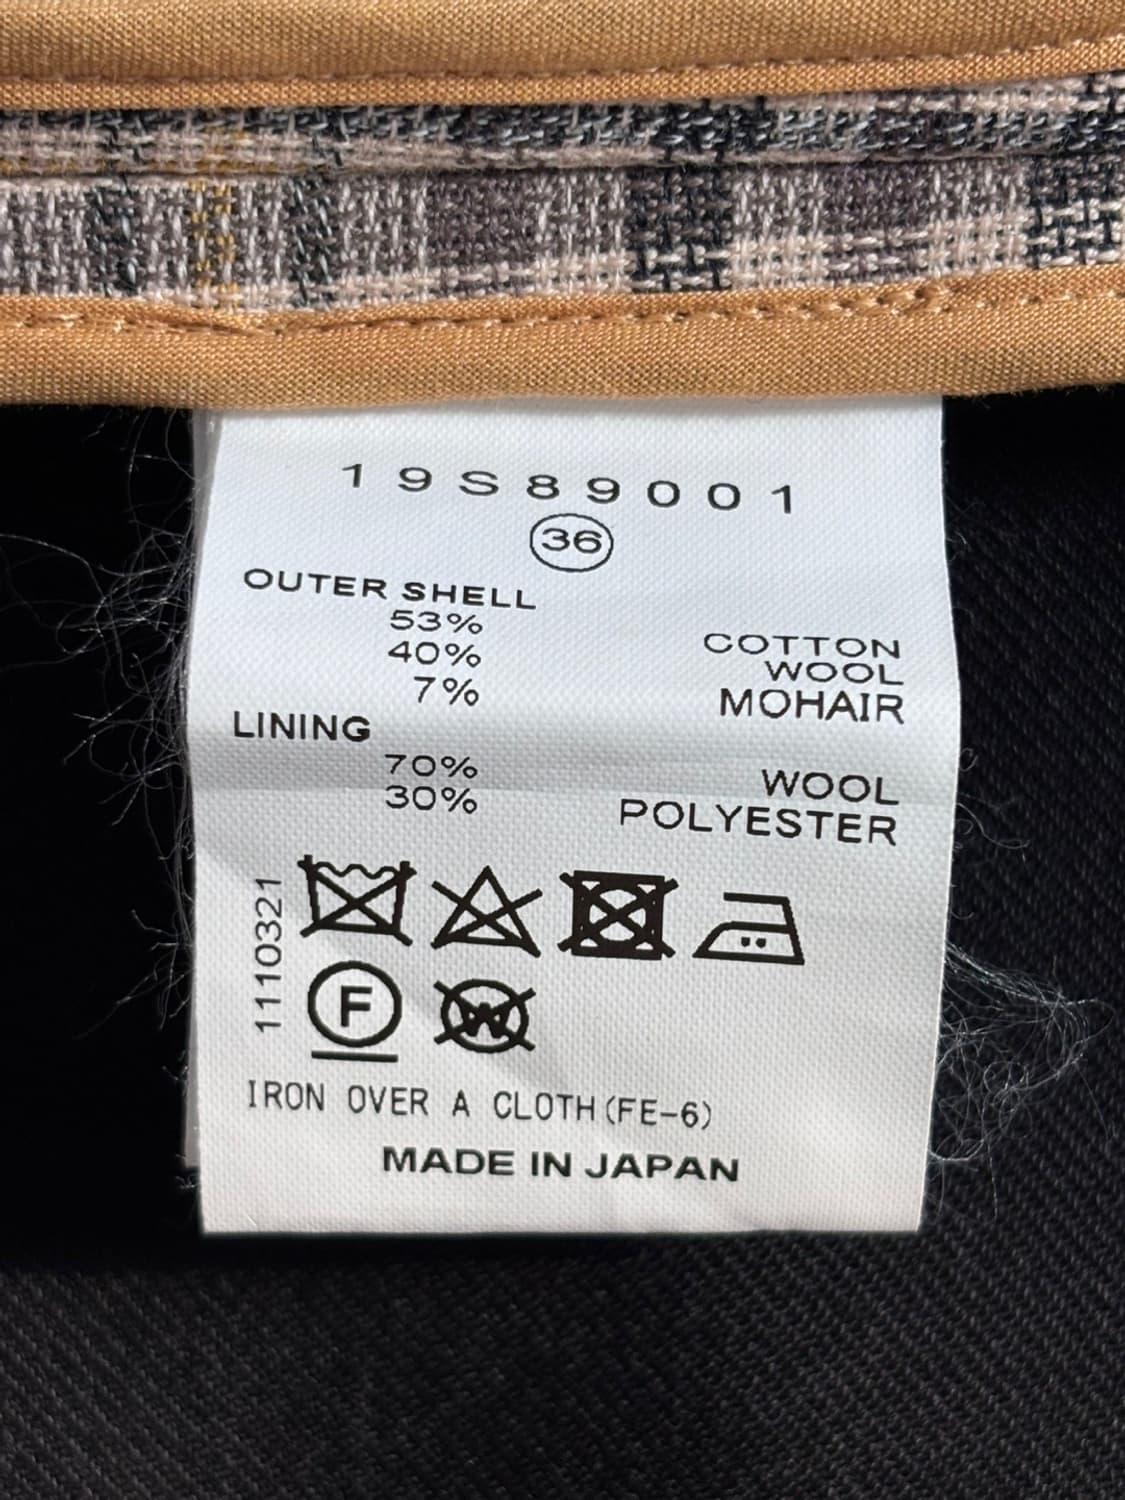 19S89001
36
OUTER SHELL
53% COTTON
40% WOOL
7% MOHAIR
LINING
70% WOOL
30% POLYESTER
1110321
F W
IRON OVER A CLOTH(FE-6)
MADE IN JAPAN